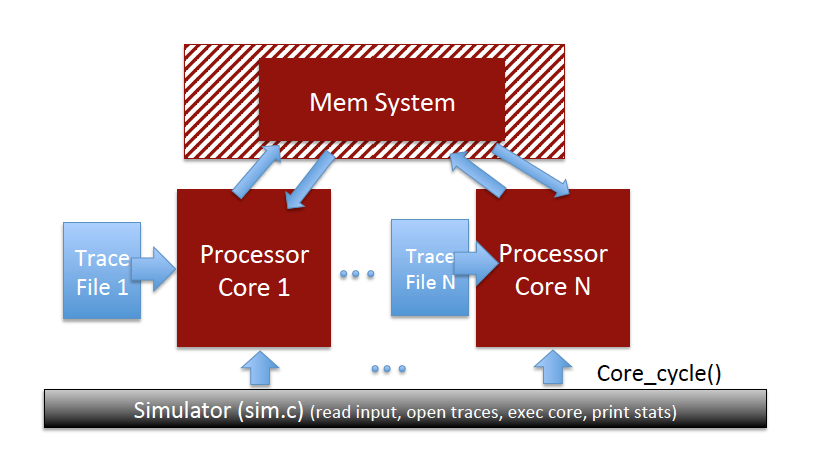 Mem System
Trace
File 1
Processor
Core 1
Trace
File N
Processor
Core N
Core_cycle()
Simulator (sim.c) (read input, open traces, exec core, print stats)